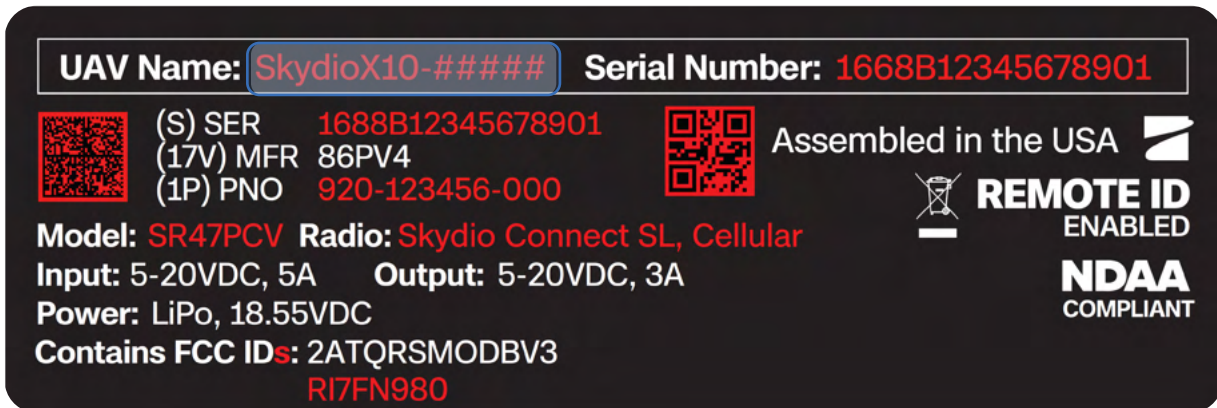 UAV Name: SkydioX10-##### Serial Number: 1668B12345678901
(S) SER 1688B12345678901
(17V) MFR 86PV4
(1P) PNO 920-123456-000
Assembled in the USA
REMOTE ID
ENABLED
Model: SR47PCV Radio: Skydio Connect SL, Cellular
Input: 5-20VDC, 5A Output: 5-20VDC, 3A
NDAA
COMPLIANT
Power: LiPo, 18.55VDC
Contains FCC IDs: 2ATQRSMODBV3
RI7FN980